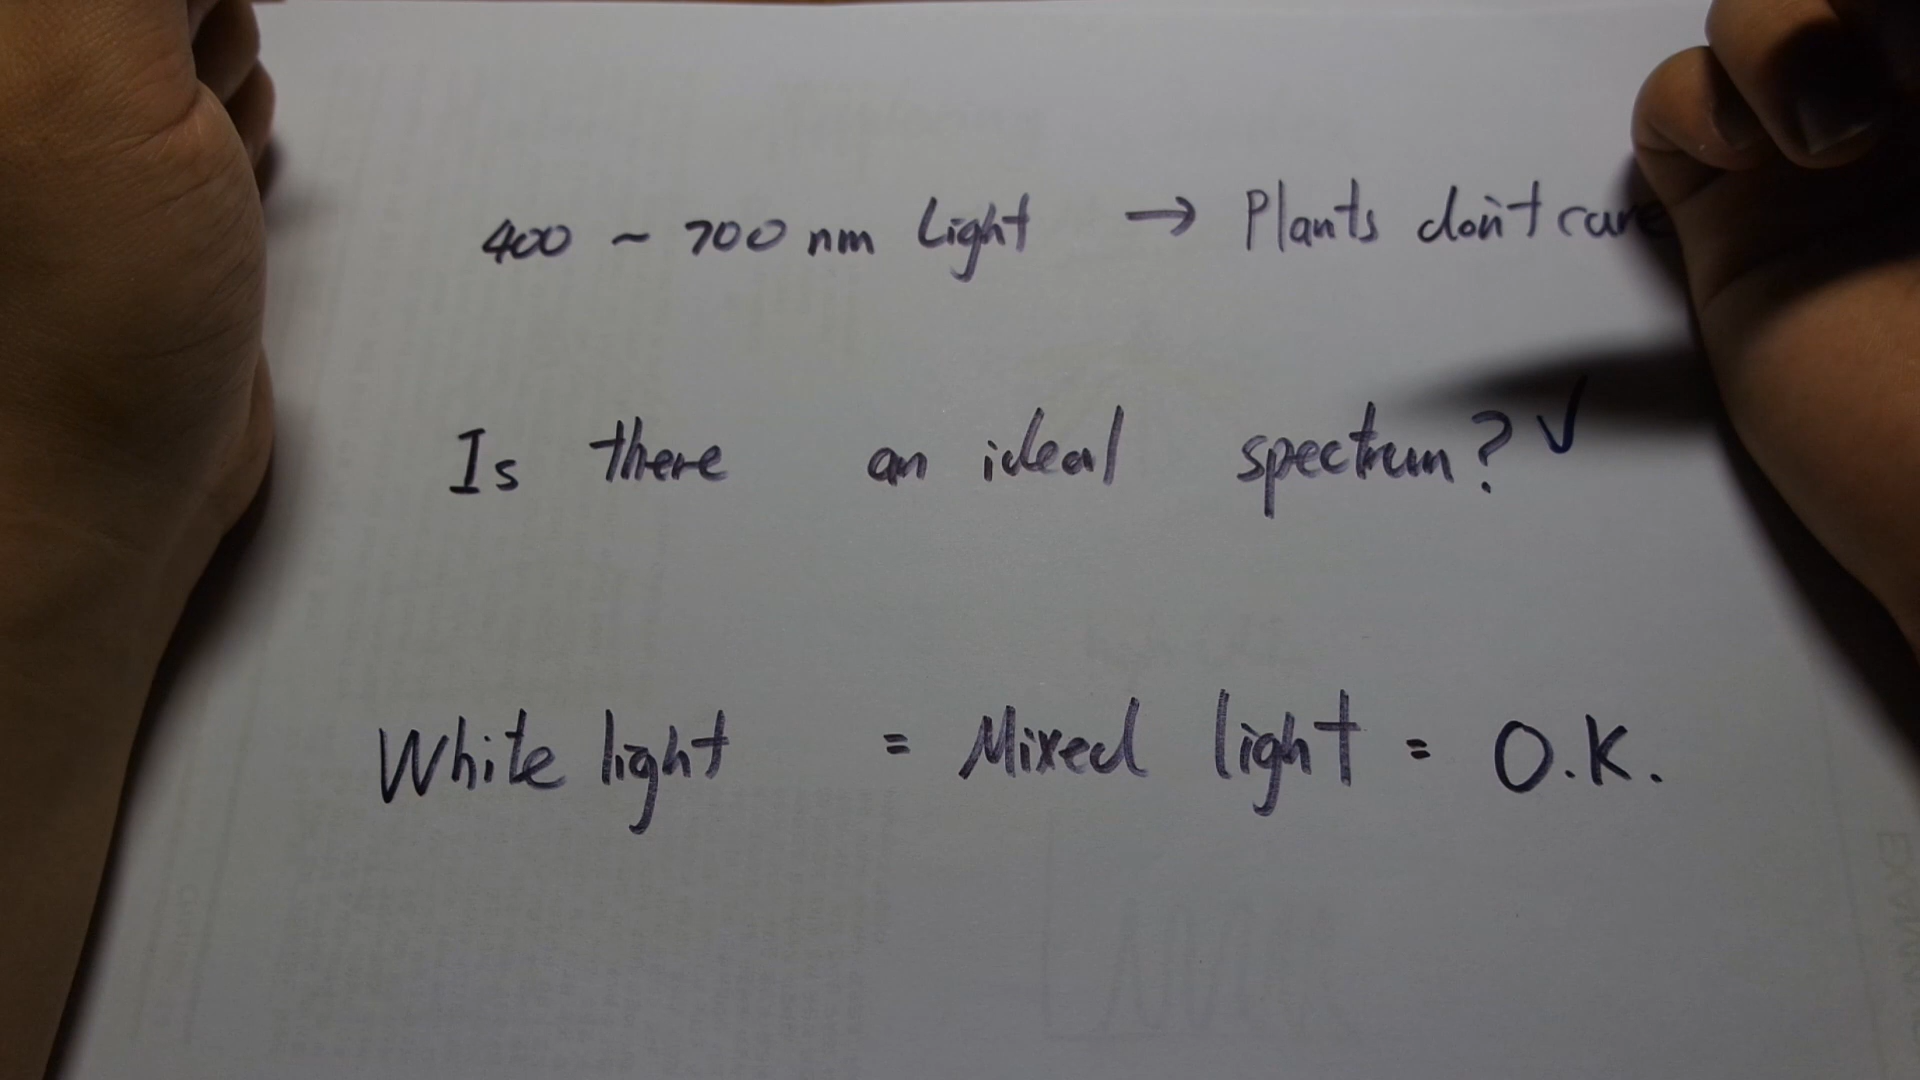 400 ~ 700 nm Light → Plants don't care
Is there an ideal spectrum? ✓
White light = Mixed light = O.K.